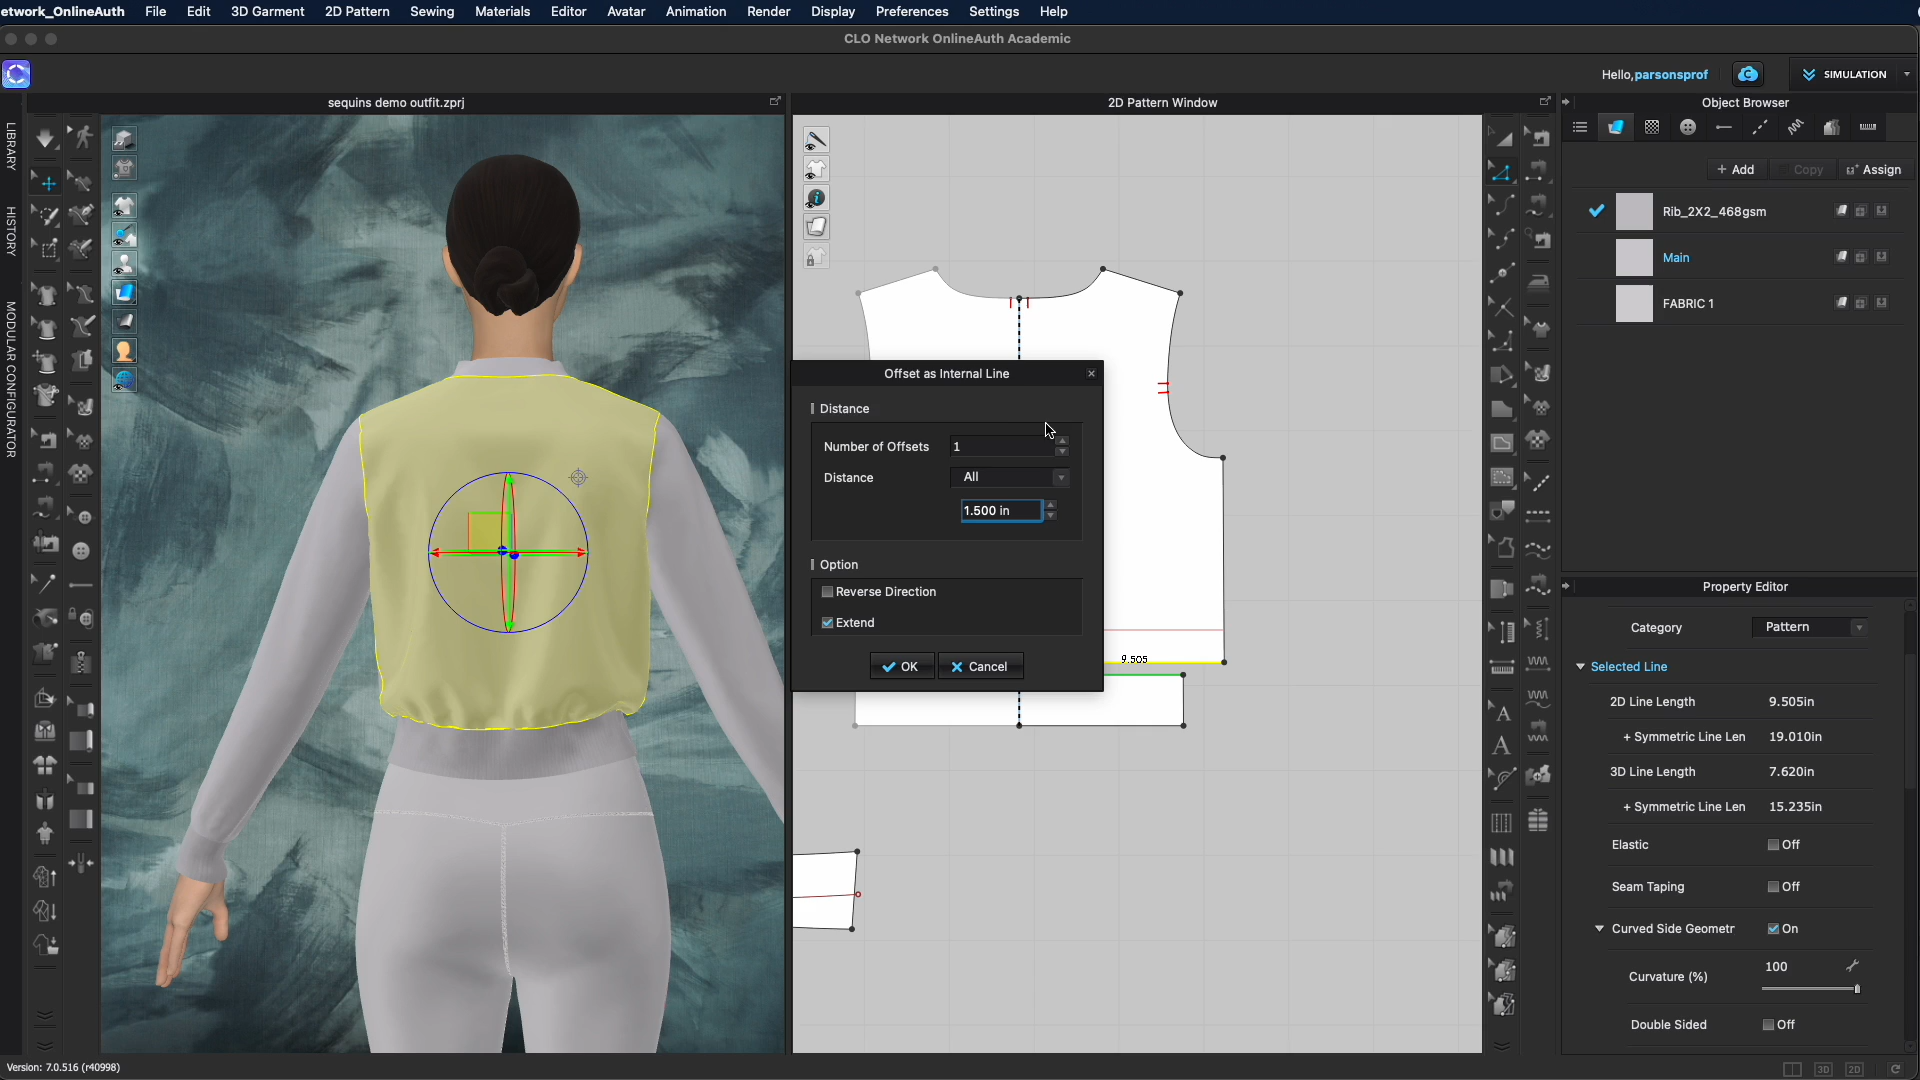 etwork_OnlineAuth File Edit 3D Garment 2D Pattern Sewing Materials Editor Avatar Animation Render Display Preferences Settings Help
CLO Network OnlineAuth Academic
Hello,parsonsprof
SIMULATION
sequins demo outfit.zprj
2D Pattern Window
Object Browser
LIBRARY
HISTORY
MODULAR CONFIGURATOR
+ Add
Copy
Assign
Rib_2X2_468gsm
Main
FABRIC 1
Offset as Internal Line
Distance
Number of Offsets 1
Distance All
1.500 in
Option
Reverse Direction
Extend
OK
Cancel
9.505
Property Editor
Category Pattern
Selected Line
2D Line Length 9.505in
+ Symmetric Line Len 19.010in
3D Line Length 7.620in
+ Symmetric Line Len 15.235in
Elastic Off
Seam Taping Off
Curved Side Geometr On
Curvature (%) 100
Double Sided Off
Version: 7.0.516 (r40998)
3D
2D